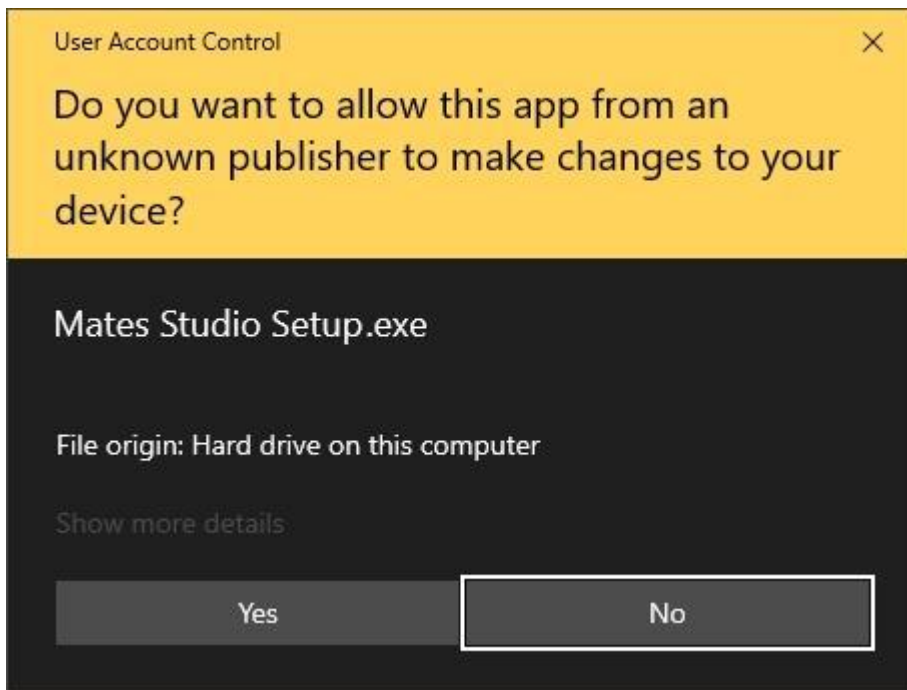 User Account Control
Do you want to allow this app from an
unknown publisher to make changes to your
device?
Mates Studio Setup.exe
File origin: Hard drive on this computer
Show more details
Yes
No